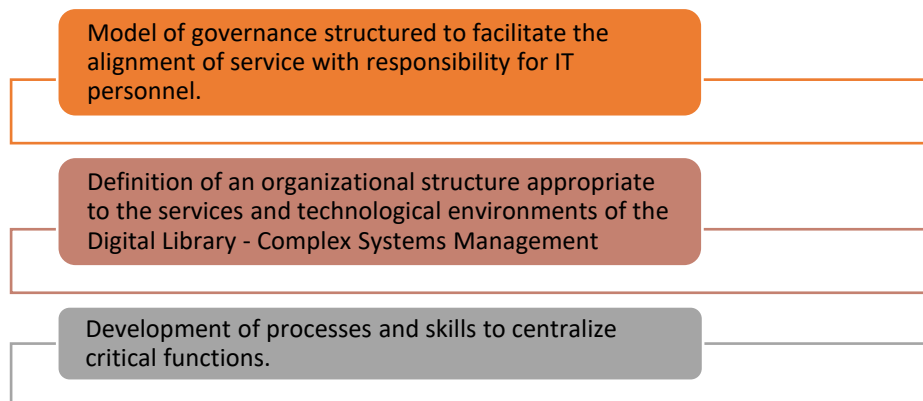 Model of governance structured to facilitate the
alignment of service with responsibility for IT
personnel.
Definition of an organizational structure appropriate
to the services and technological environments of the
Digital Library - Complex Systems Management
Development of processes and skills to centralize
critical functions.